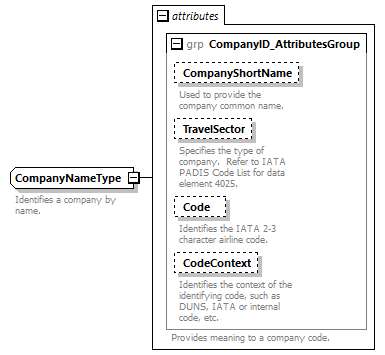 attributes
grp CompanyID_AttributesGroup
CompanyShortName
Used to provide the
company common name.
TravelSector
Specifies the type of
company.  Refer to IATA
PADIS Code List for data
element 4025.
CompanyNameType
Identifies a company by
name.
Code
Identifies the IATA 2-3
character airline code.
CodeContext
Identifies the context of the
identifying code, such as
DUNS, IATA or internal
code, etc.
Provides meaning to a company code.